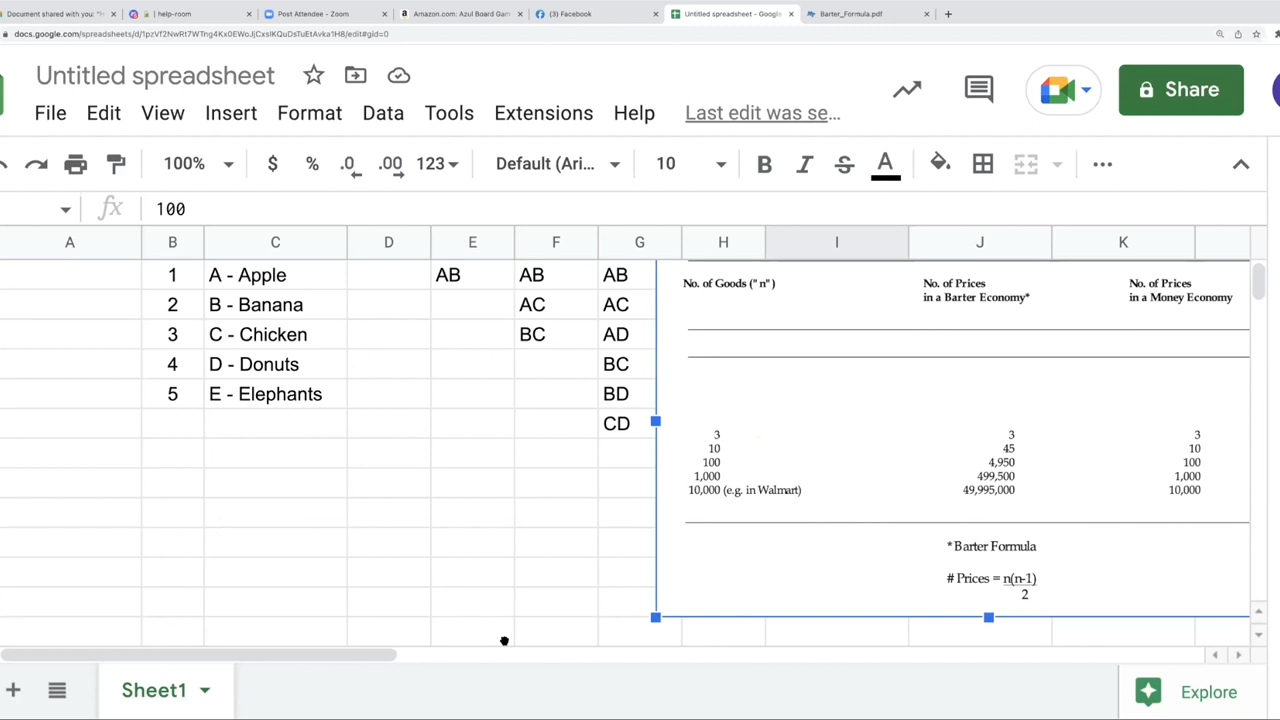 Document shared with you: "H
help-room
Post Attendee - Zoom
Amazon.com: Azul Board Gam
(3) Facebook
Untitled spreadsheet - Google
Barter_Formula.pdf
docs.google.com/spreadsheets/d/1pzVf2NwRt7WTng4Kx0EWoJjCxsIKQuDsTuEtAvka1H8/edit#gid=0
Untitled spreadsheet
File Edit View Insert Format Data Tools Extensions Help Last edit was se...
Share
100% $ % .0 .00 123 Default (Ari... 10 B I S A
fx 100
A B C D E F G H I J K
1 A - Apple AB AB AB
2 B - Banana AC AC
3 C - Chicken BC AD
4 D - Donuts BC
5 E - Elephants BD
CD
No. of Goods ("n") No. of Prices No. of Prices
in a Barter Economy* in a Money Economy
3 3 3
10 45 10
100 4,950 100
1,000 499,500 1,000
10,000 (e.g. in Walmart) 49,995,000 10,000
* Barter Formula
# Prices = n(n-1)
2
Sheet1
Explore